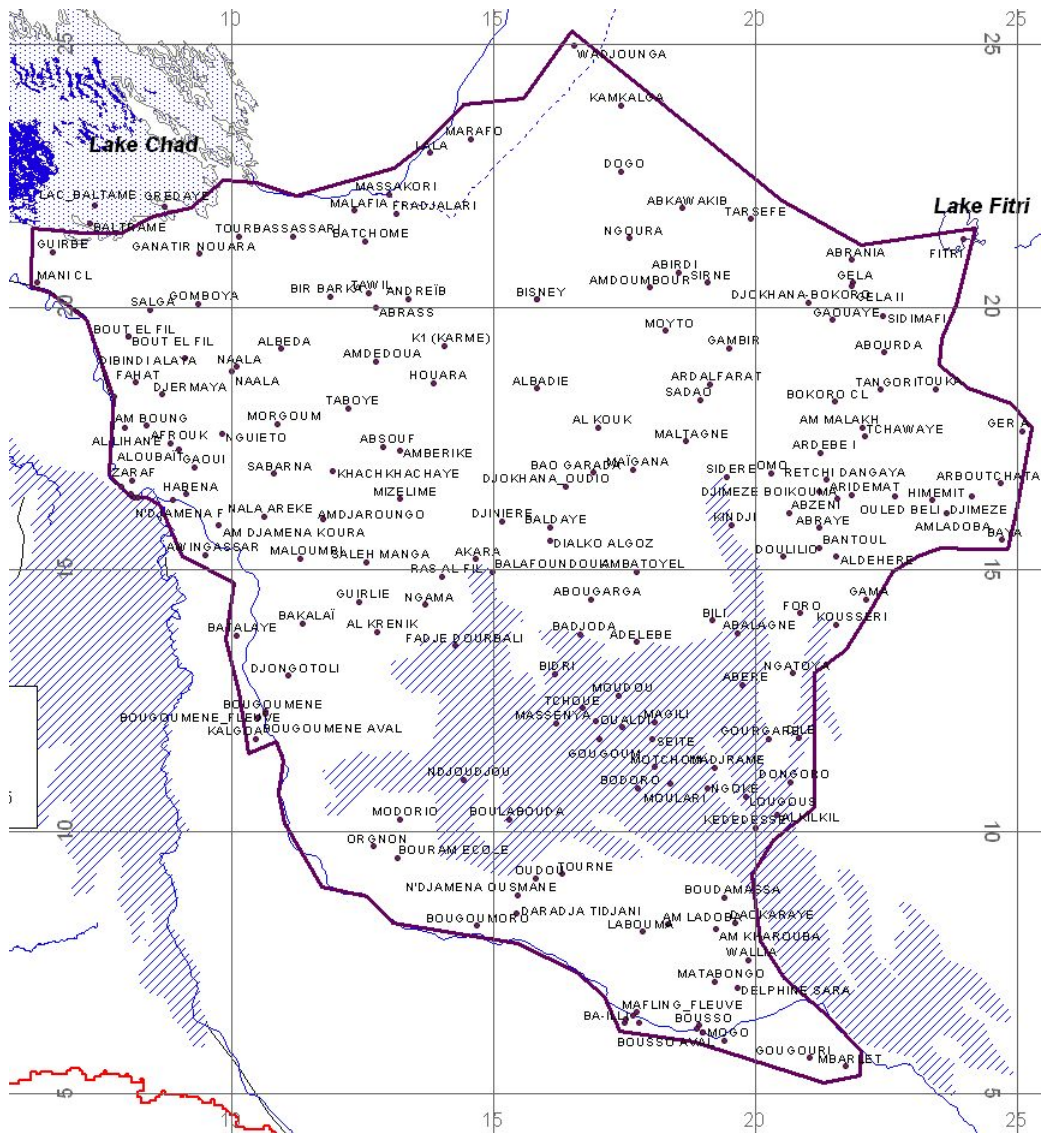 10 15 20 25
25 25
WADJOUNGA
KAMKALGA
MARAFO
Lake Chad
LALA
DOGO
MASSAKORI
LAC_BALTAME
GREDAYE
MALAFIA
FRADJALARI
ABKAWAKIB
TARSEFE
Lake Fitri
BALTRAME
TOURBASSASSARI
BATCHOME
NGOURA
GUIRBE
GANATIR NOUARA
ABRANIA
FITRI
ABIRDI
MANI CL
BIR BARKA
TAWIL
AMDOUMBOUR
SIRNE
GELA
GOMBOYA
ANDREÏB
BISNEY
DJOKHANA-BOKORO
GELA II
20 20
SALGA
ABRASS
GAOUAYE
SIDIMAFI
BOUT EL FIL
MOYTO
BOUT EL FIL
ALBEDA
K1 (KARME)
GAMBIR
ABOURDA
DIBINDI ALAYA
NAALA
AMDEDOUA
FAHAT
NAALA
HOUARA
ALBADIE
ARDALFARAT
TANGORI
TOUKA
DJERMAYA
SADAO
BOKORO CL
TABOYE
AM BOUNG
MORGOUM
AL KOUK
AM MALAKH
GERIA
AFROUK
NGUIETO
ABSOUF
MALTAGNE
TCHAWAYE
ALLIHANE
AMBERIKE
ARDEBE I
ALOUBAIT
GAOUI
BAO GARADA
MAÏGANA
ZARAF
SABARNA
KHACHKHACHAYE
DJOKHANA_OUDIO
SIDEREOMO
RETCHI DANGAYA
ARBOUTCHATAK
HABENA
MIZELIME
DJIMEZE BOIKOUMA
ARIDEMAT
HIMEMIT
N'DJAMENA F
NALA AREKE
AMDJAROUNGO
DJINIERE
BALDAYE
KINDJI
ABZENI
OULED BELI
DJIMEZE
AM DJAMENA KOURA
ABRAYE
AMLADOBA
AWINGASSAR
MALOUMRI
SALEH MANGA
AKARA
DIALKO ALGOZ
DOULILIO
BANTOUL
BAYA
15 15
RAS AL FIL
BALAFOUNDOUK
AMBATOYEL
ALDEHERE
GUIRLIE
NGAMA
ABOUGARGA
GAMA
BAKALAÏ
BILI
FORO
KOUSSERI
BATALAYE
AL KRENIK
FADJE DOURBALI
BADJODA
ADELEBE
ABALAGNE
DJONGOTOLI
BIDRI
ABERE
NGATOYA
BOUGOUMENE
TCHOUE
MOUDOU
BOUGOUMENE_FLEUVE
MASSENYA
OUALDI
MAGILI
KALGOA
BOUGOUMENE AVAL
SEITE
GOURGARE
DILE
GOUGOUM
NDJOUDJOU
MOTCHOM
MADJRAME
BODORO
DONGORO
MOULARI
NGOKE
LOUGOUS
MODORIO
BOULABOUDA
KEDEDESSE
ALKILKIL
10 10
ORGNON
BOURAM ECOLE
OUDOU
TOURNE
N'DJAMENA OUSMANE
BOUDAMASSA
BOUGOUMORO
DARADJA TIDJANI
LABOUMA
AM LADOBA
DACKARAYE
AM KHAROUBA
WALLIA
MATABONGO
DELPHINE SARA
MAFLING_FLEUVE
BA-ILLI
BOUSSO
MOGO
BOUSSO AVAL
GOUGOURI
MBARLET
5 5
10 15 20 25